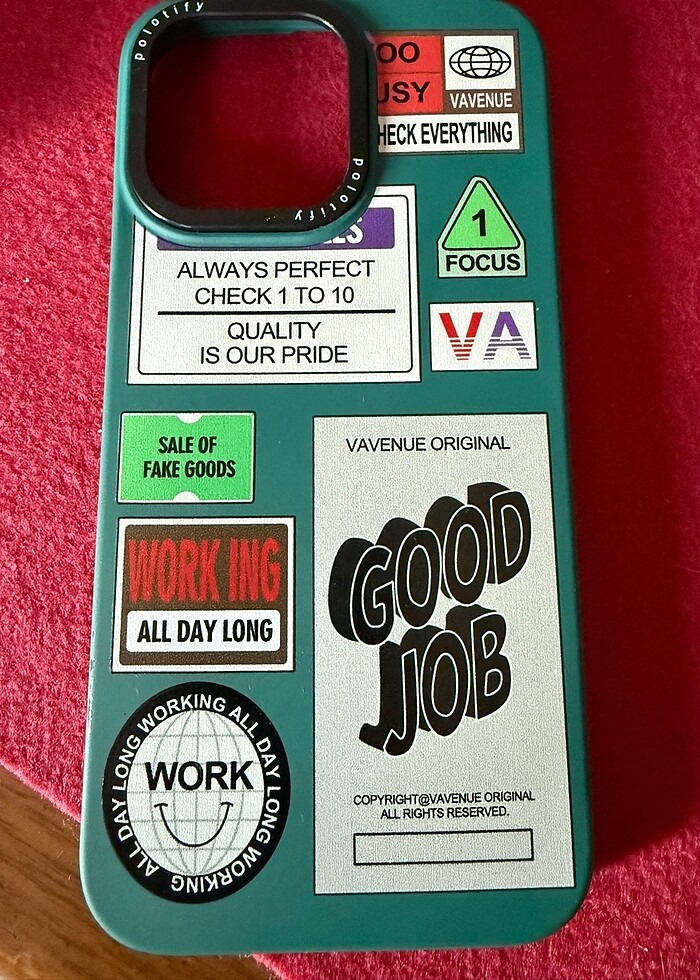 polotify
OO
USY
VAVENUE
HECK EVERYTHING
polotify
polotify
1
FOCUS
ALWAYS PERFECT
CHECK 1 TO 10
QUALITY
IS OUR PRIDE
VA
SALE OF
FAKE GOODS
VAVENUE ORIGINAL
GOOD
JOB
WORK ING
ALL DAY LONG
ALL DAY LONG WORKING ALL DAY LONG WORKING
WORK
COPYRIGHT@VAVENUE ORIGINAL
ALL RIGHTS RESERVED.